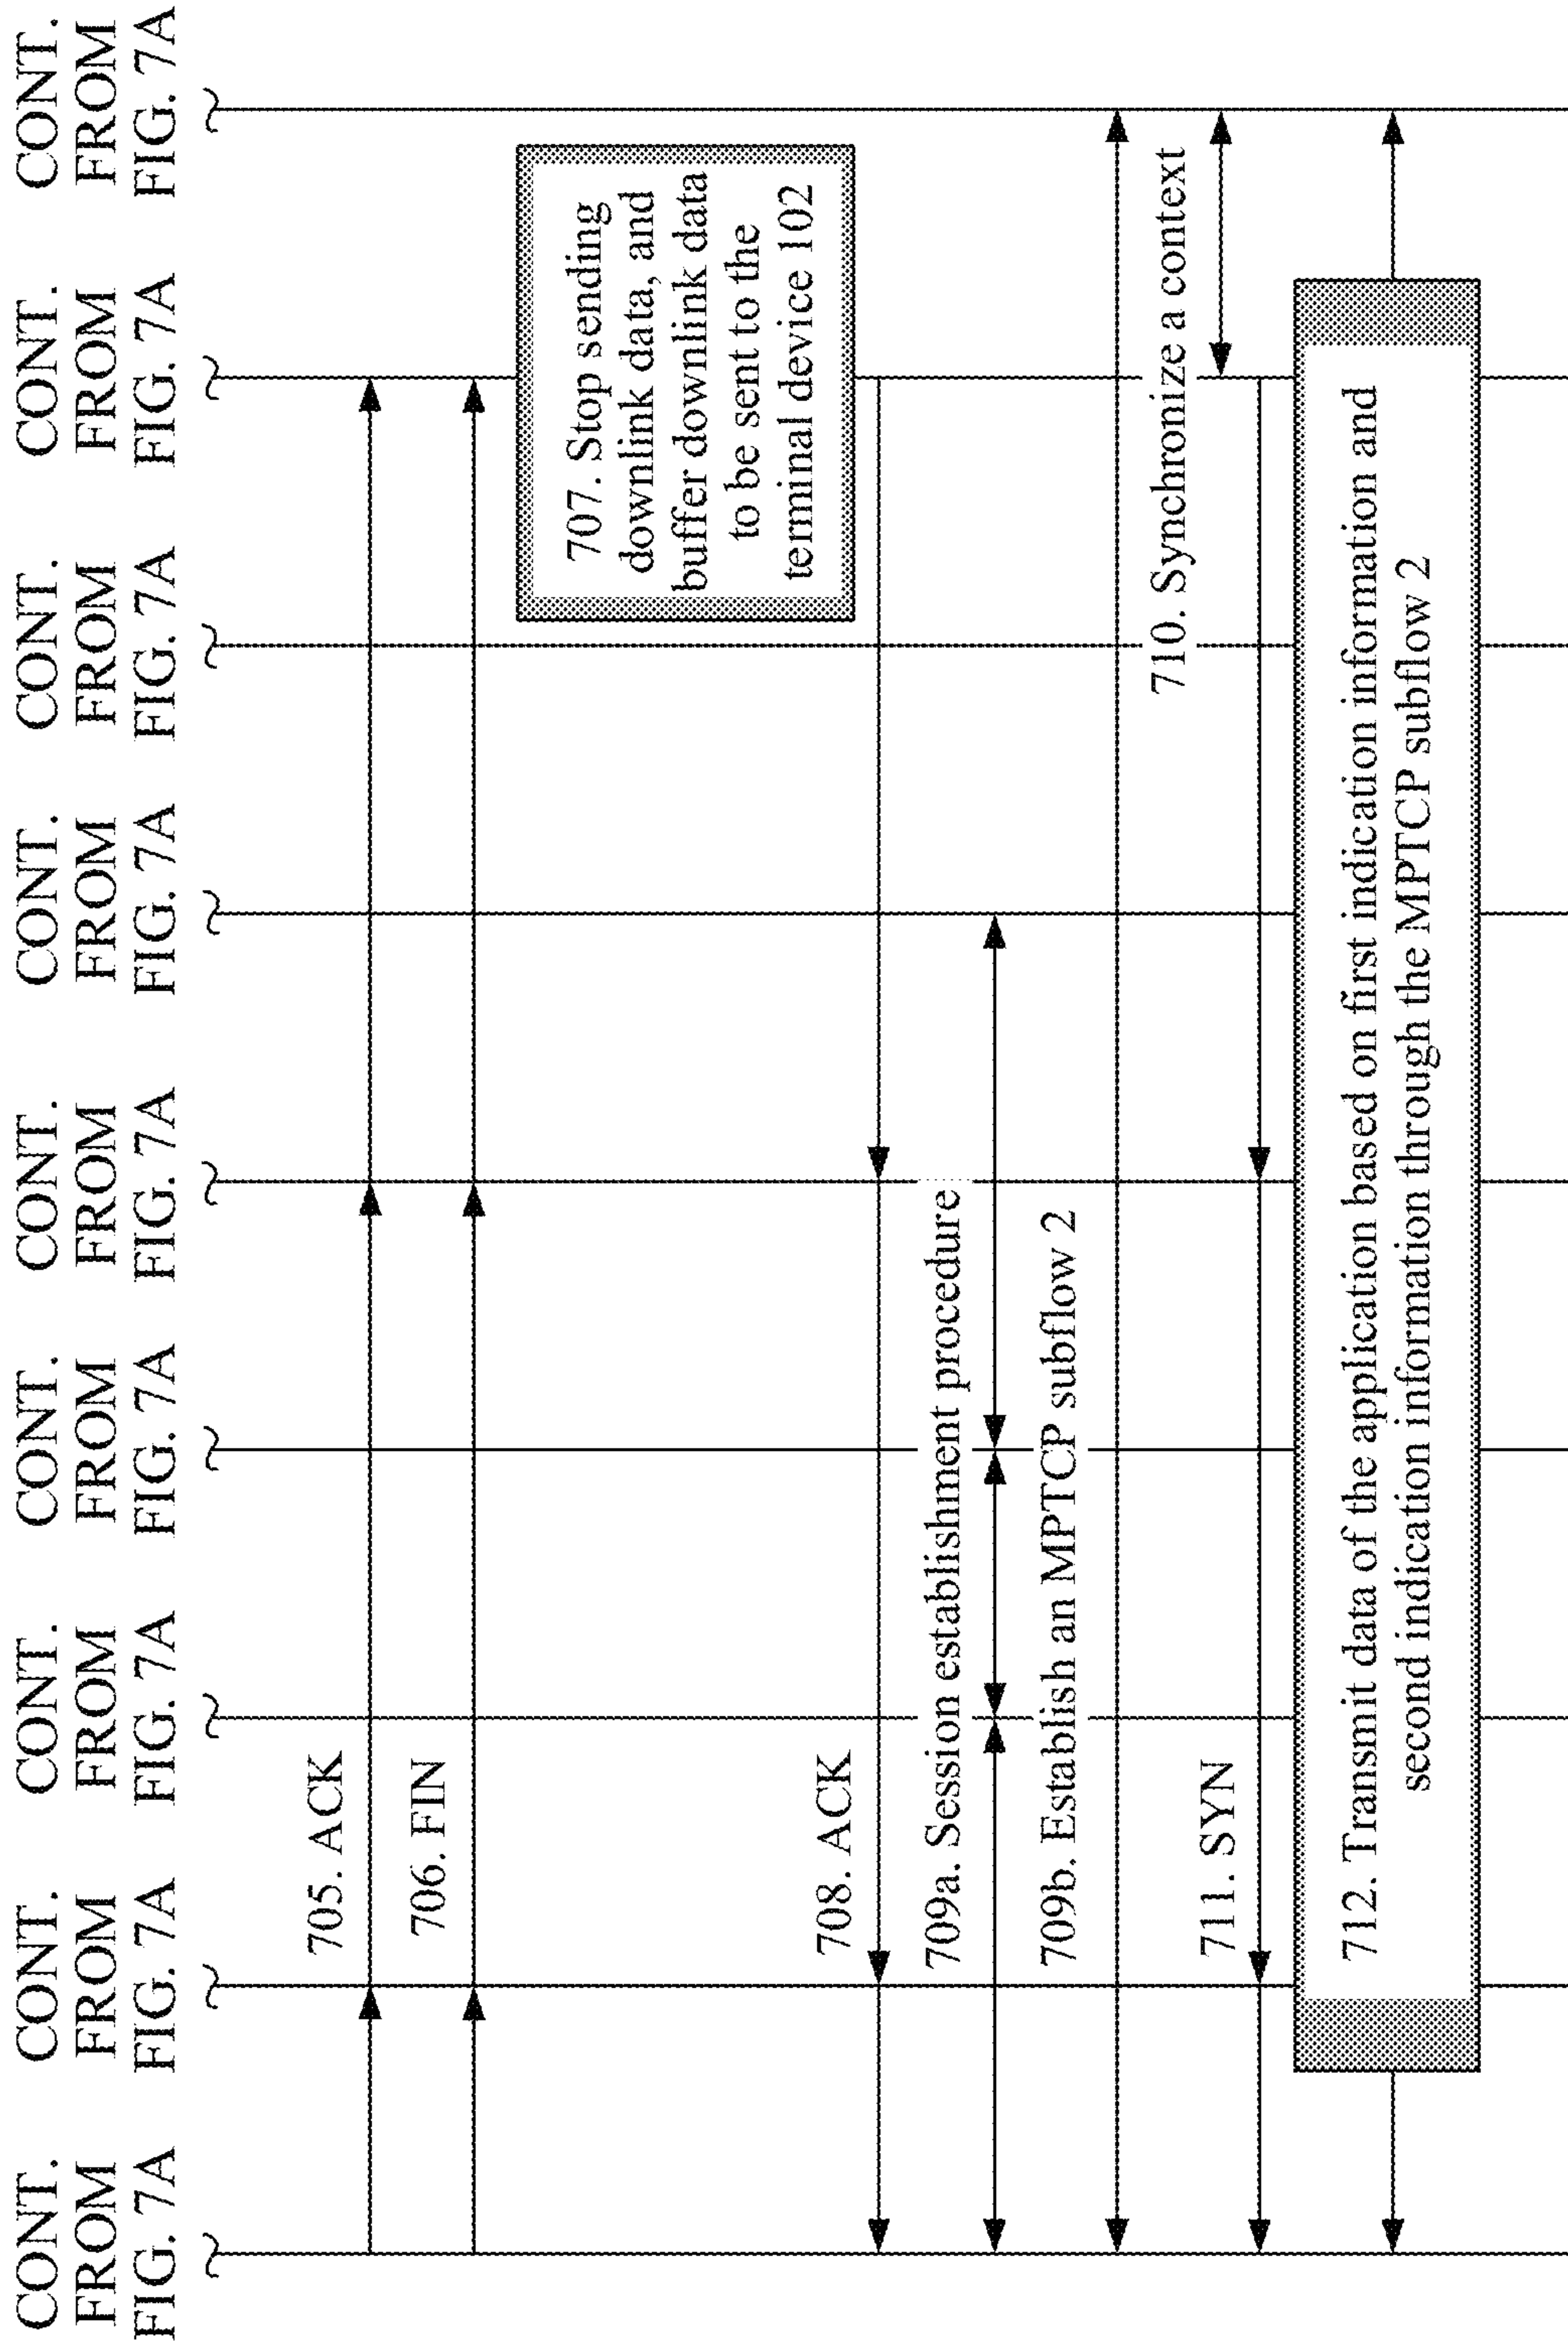 CONT.
FROM
FIG. 7A
CONT.
FROM
FIG. 7A
CONT.
FROM
FIG. 7A
CONT.
FROM
FIG. 7A
CONT.
FROM
FIG. 7A
CONT.
FROM
FIG. 7A
CONT.
FROM
FIG. 7A
CONT.
FROM
FIG. 7A
CONT.
FROM
FIG. 7A
705. ACK
706. FIN
707. Stop sending
downlink data, and
buffer downlink data
to be sent to the
terminal device 102
708. ACK
709a. Session establishment procedure
709b. Establish an MPTCP subflow 2
710. Synchronize a context
711. SYN
712. Transmit data of the application based on first indication information and
second indication information through the MPTCP subflow 2